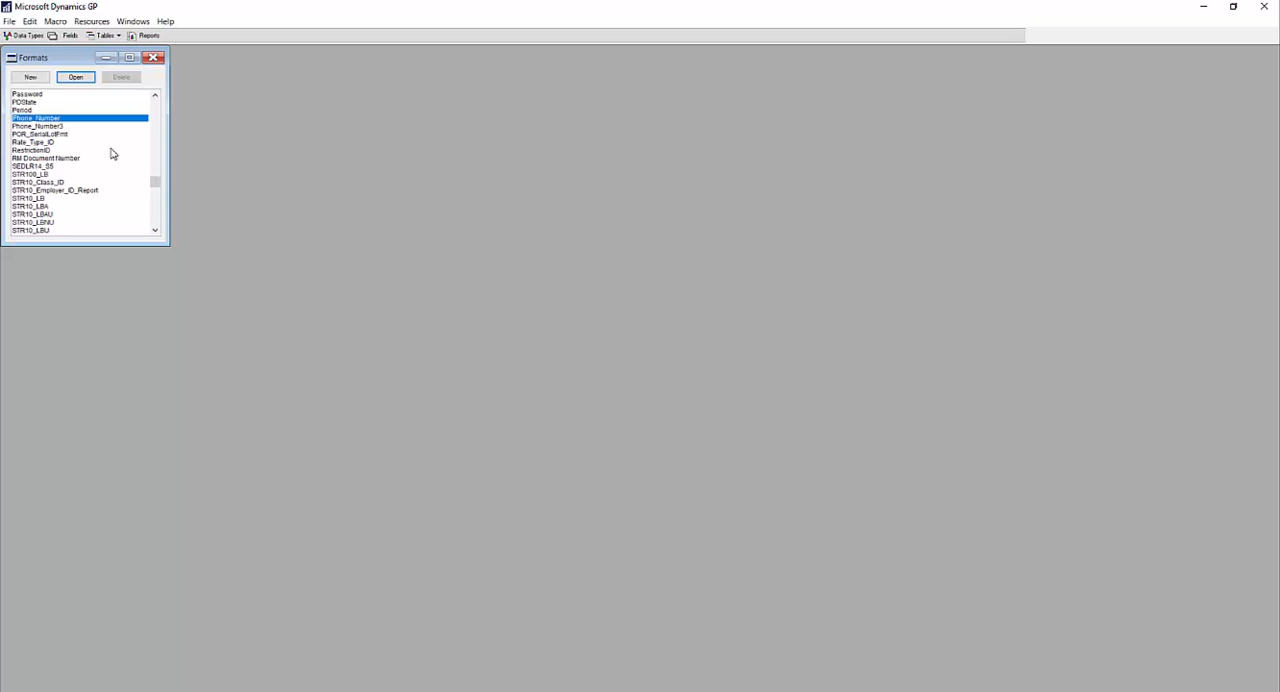 Microsoft Dynamics GP
File Edit Macro Resources Windows Help
Data Types Fields Tables Reports
Formats
New Open Delete
Password
PDState
Period
Phone_Number
Phone_Number3
POR_SerialLotFmt
Rate_Type_ID
RestrictionID
RM Document Number
SEDLR14_S5
STR100_LB
STR10_Class_ID
STR10_Employer_ID_Report
STR10_LB
STR10_LBA
STR10_LBAU
STR10_LBNU
STR10_LBU